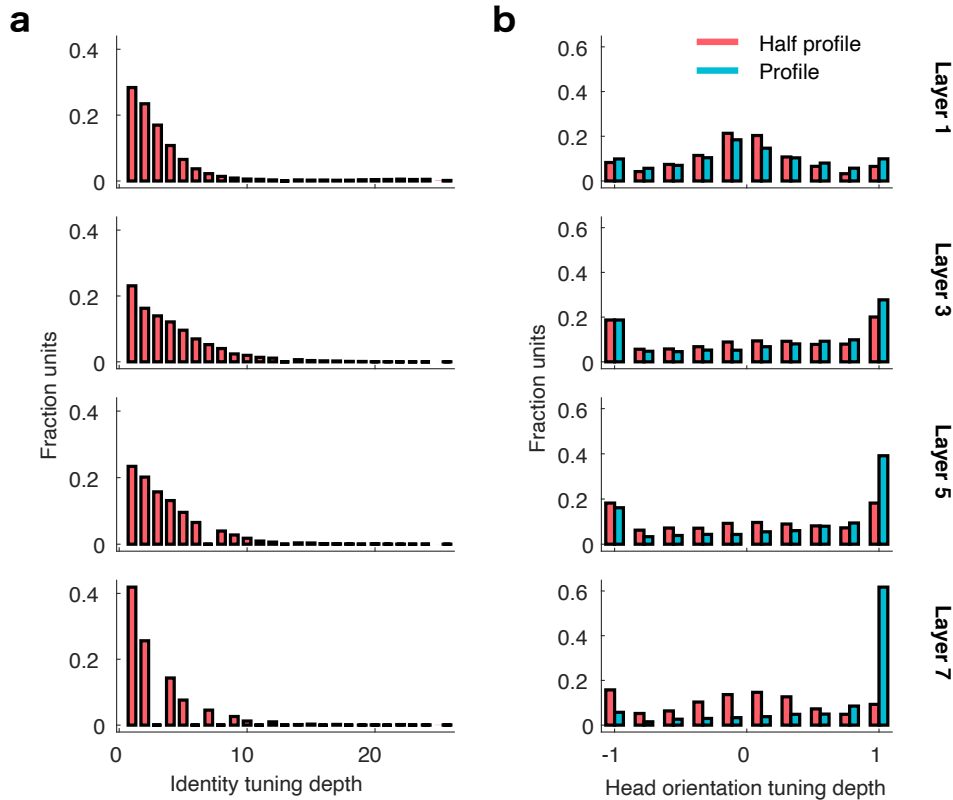 a
b
0.4
0.2
0
0.6
0.4
0.2
0
Half profile
Profile
Layer 1
0.4
0.2
0
0.6
0.4
0.2
0
Layer 3
0.4
0.2
0
0.6
0.4
0.2
0
Layer 5
0.4
0.2
0
0.6
0.4
0.2
0
Layer 7
Fraction units
Fraction units
0
10
20
-1
0
1
Identity tuning depth
Head orientation tuning depth